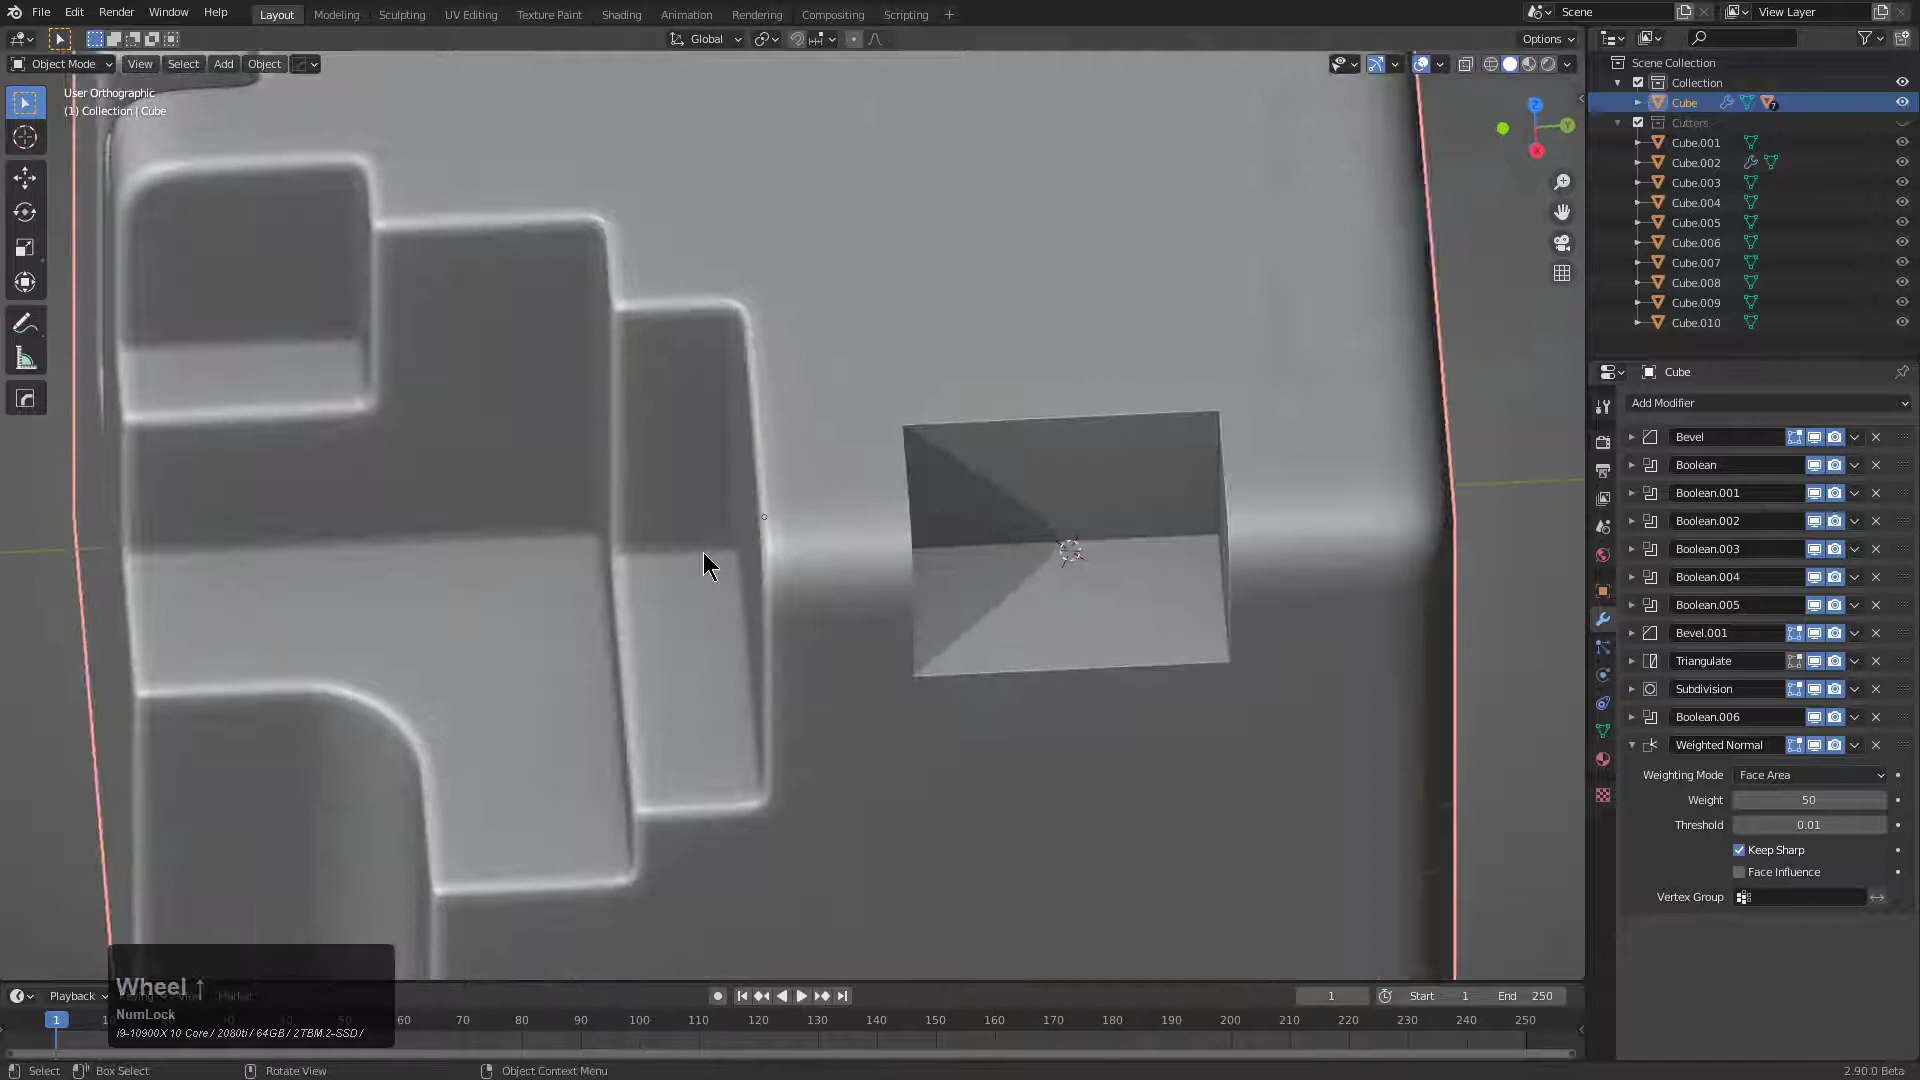 File Edit Render Window Help Layout Modeling Sculpting UV Editing Texture Paint Shading Animation Rendering Compositing Scripting + Scene View Layer
Global Options
Object Mode View Select Add Object
User Orthographic
(1) Collection | Cube
Z
Y
X
Scene Collection
Collection
Cube 7
Cutters
Cube.001
Cube.002
Cube.003
Cube.004
Cube.005
Cube.006
Cube.007
Cube.008
Cube.009
Cube.010
Cube
Add Modifier
Bevel
Boolean
Boolean.001
Boolean.002
Boolean.003
Boolean.004
Boolean.005
Bevel.001
Triangulate
Subdivision
Boolean.006
Weighted Normal
Weighting Mode Face Area
Weight 50
Threshold 0.01
Keep Sharp
Face Influence
Vertex Group
Wheel ↑
NumLock
i9-10900X 10 Core / 2080ti / 64GB / 2TBM.2-SSD /
Playback 1 Start 1 End 250
1 60 70 80 90 100 110 120 130 140 150 160 170 180 190 200 210 220 230 240 250
Select Box Select Rotate View Object Context Menu 2.90.0 Beta